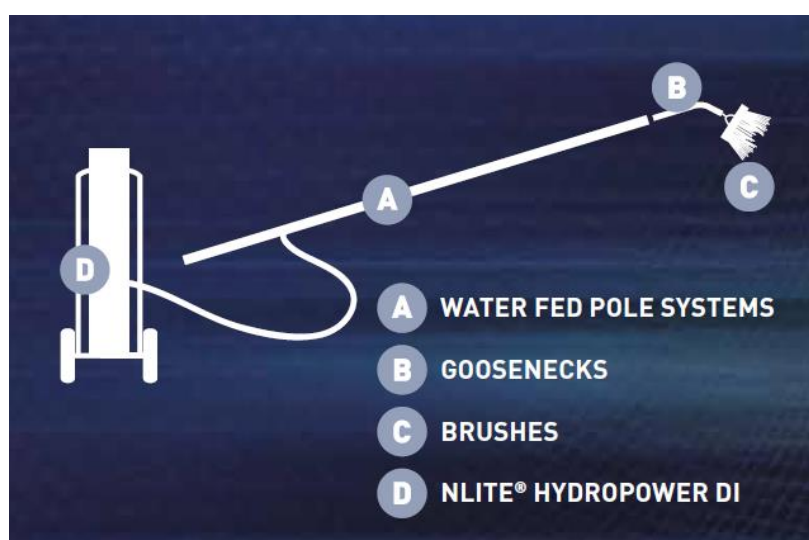 B
C
A
D
A WATER FED POLE SYSTEMS
B GOOSENECKS
C BRUSHES
D NLITE® HYDROPOWER DI